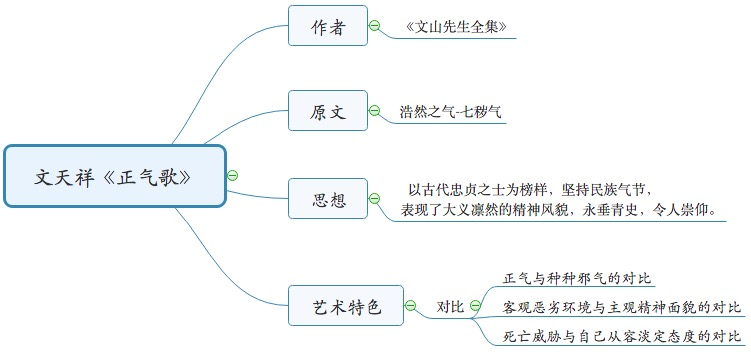 文天祥《正气歌》
作者
《文山先生全集》
原文
浩然之气-七秽气
思想
以古代忠贞之士为榜样，坚持民族气节，
表现了大义凛然的精神风貌，永垂青史，令人崇仰。
艺术特色
对比
正气与种种邪气的对比
客观恶劣环境与主观精神面貌的对比
死亡威胁与自己从容淡定态度的对比